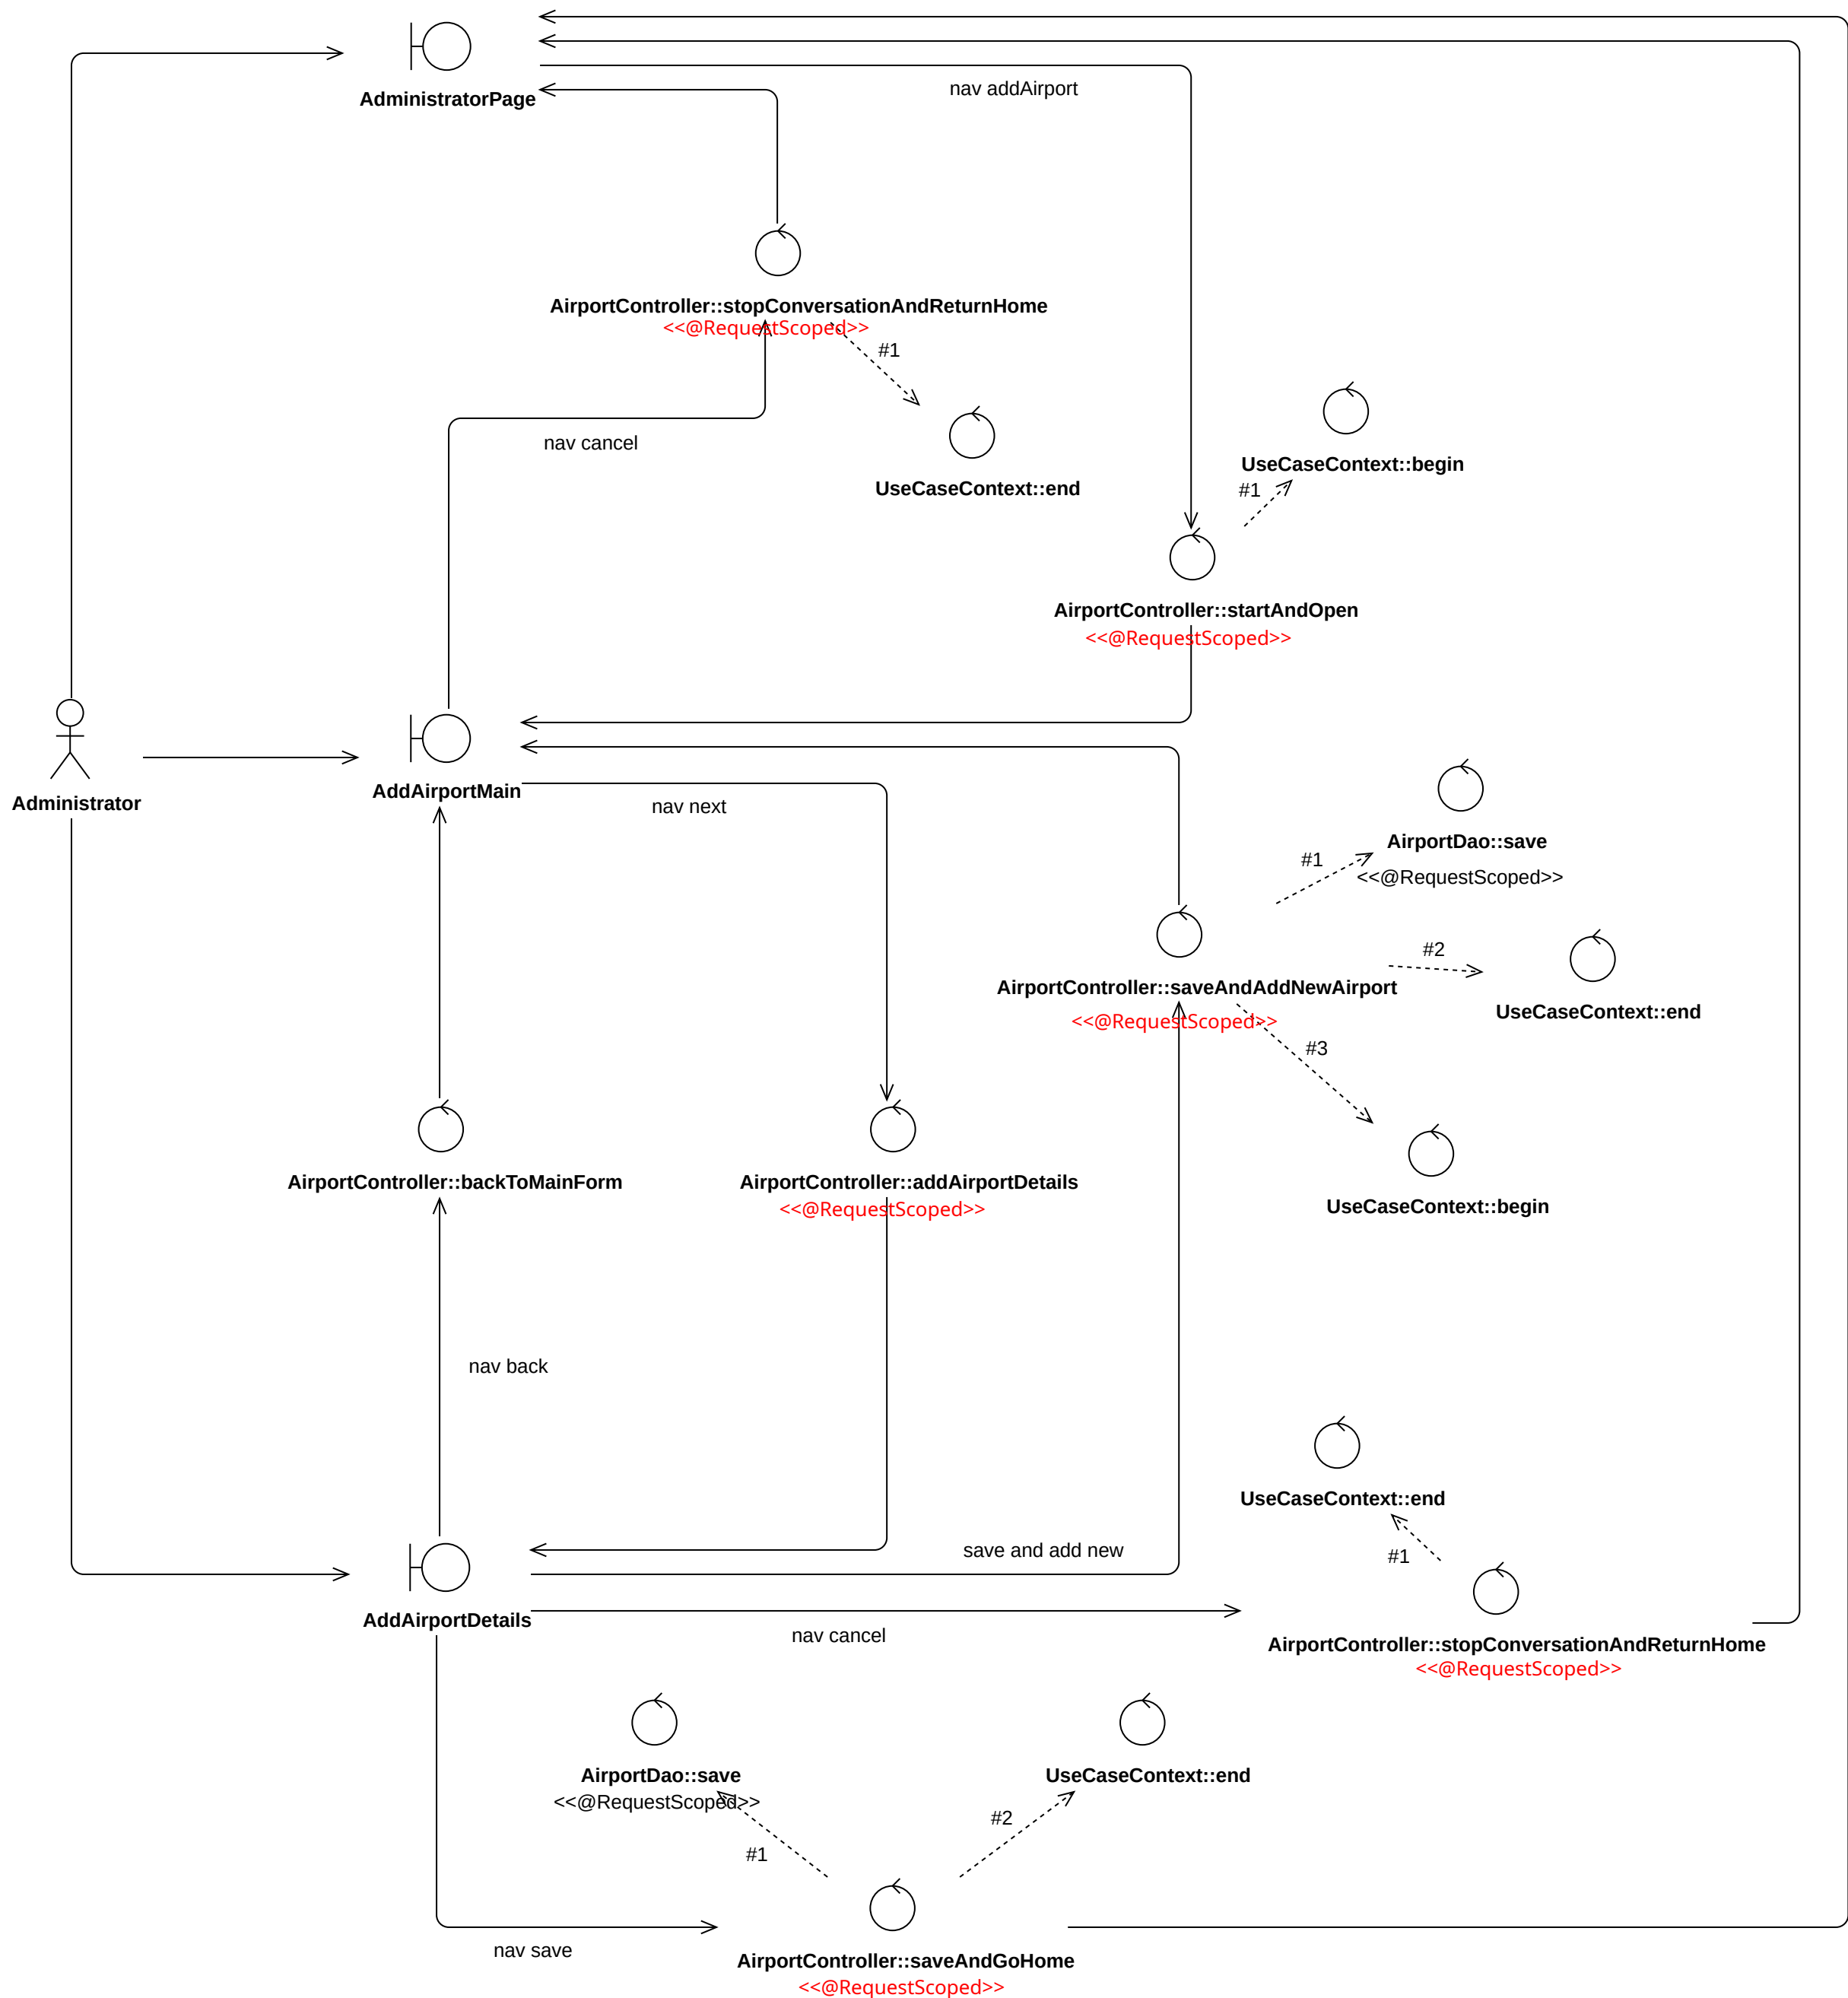 nav addAirport
AdministratorPage
AirportController::stopConversationAndReturnHome
<<@RequestScoped>>
#1
nav cancel
UseCaseContext::begin
UseCaseContext::end
#1
AirportController::startAndOpen
<<@RequestScoped>>
AddAirportMain
Administrator
nav next
AirportDao::save
#1
<<@RequestScoped>>
#2
AirportController::saveAndAddNewAirport
UseCaseContext::end
<<@RequestScoped>>
#3
AirportController::backToMainForm
AirportController::addAirportDetails
<<@RequestScoped>>
UseCaseContext::begin
nav back
UseCaseContext::end
save and add new
#1
AddAirportDetails
nav cancel
AirportController::stopConversationAndReturnHome
<<@RequestScoped>>
AirportDao::save
UseCaseContext::end
<<@RequestScoped>>
#2
#1
nav save
AirportController::saveAndGoHome
<<@RequestScoped>>